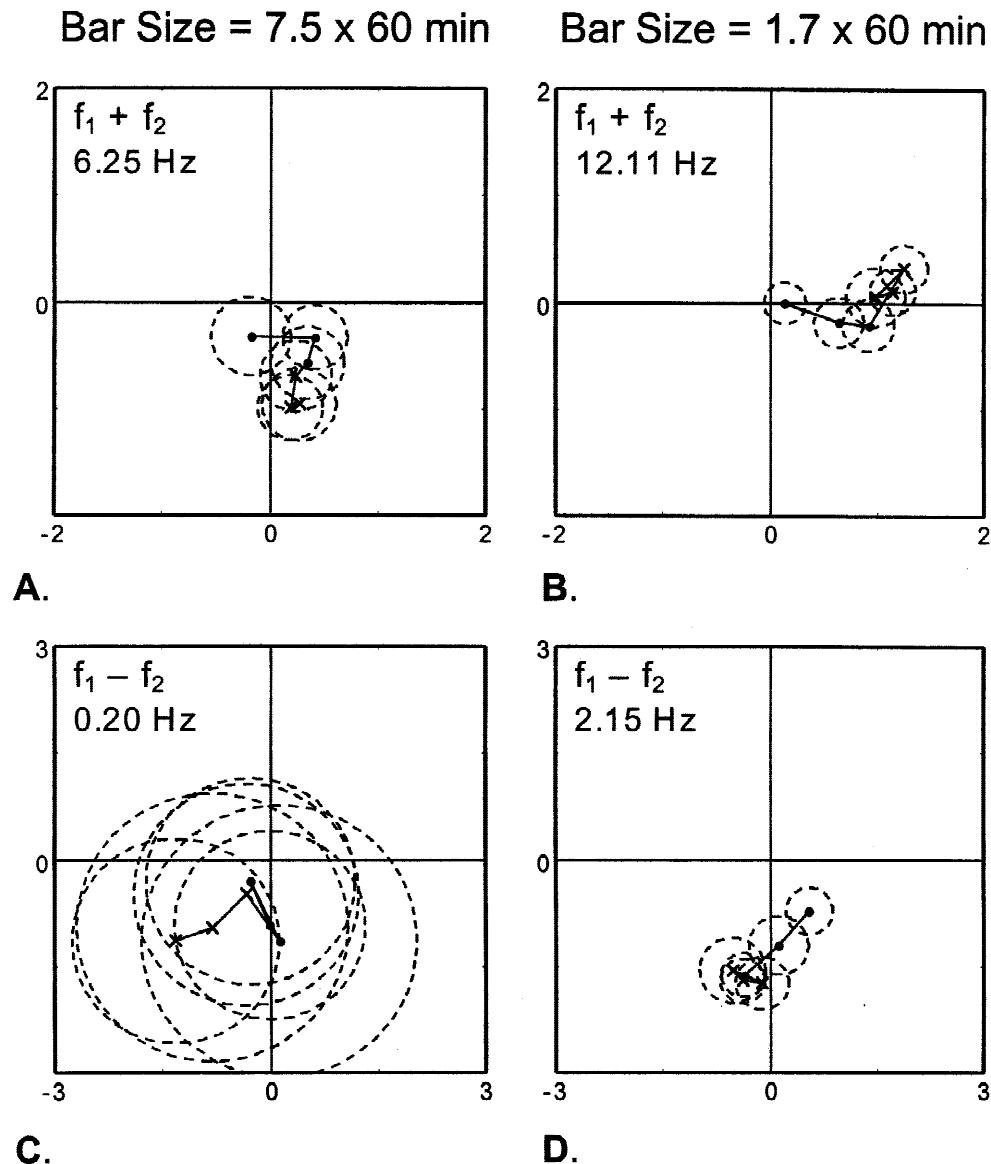 Bar Size = 7.5 x 60 min
Bar Size = 1.7 x 60 min
2
f₁ + f₂
6.25 Hz
0
-2
0
2
A.
2
f₁ + f₂
12.11 Hz
0
-2
0
2
B.
3
f₁ – f₂
0.20 Hz
0
-3
0
3
C.
3
f₁ – f₂
2.15 Hz
0
-3
0
3
D.